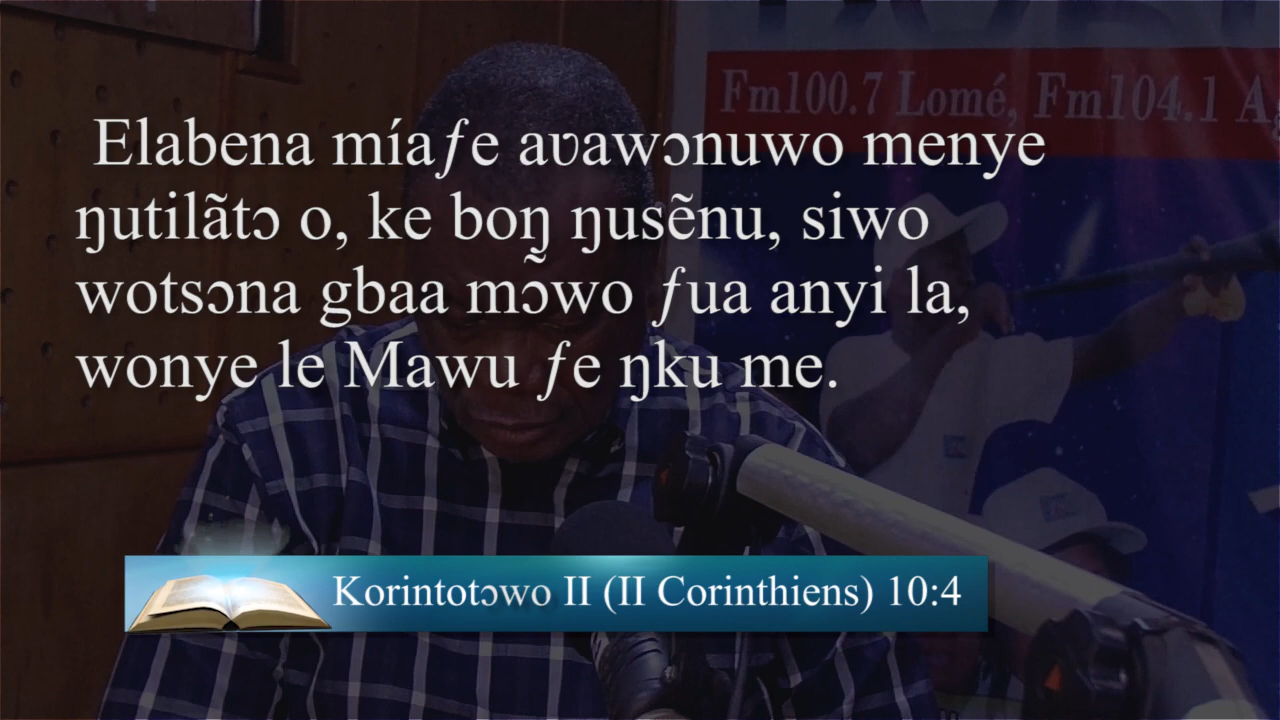 Fm100.7 Lomé, Fm104.1 A
Elabena míaƒe aʋawɔnuwo menye
ŋutilãtɔ o, ke boŋ ŋusẽnu, siwo
wotsɔna gbaa mɔ̃wo ƒua anyi la,
wonye le Mawu ƒe ŋku me.
Korintotɔwo II (II Corinthiens) 10:4